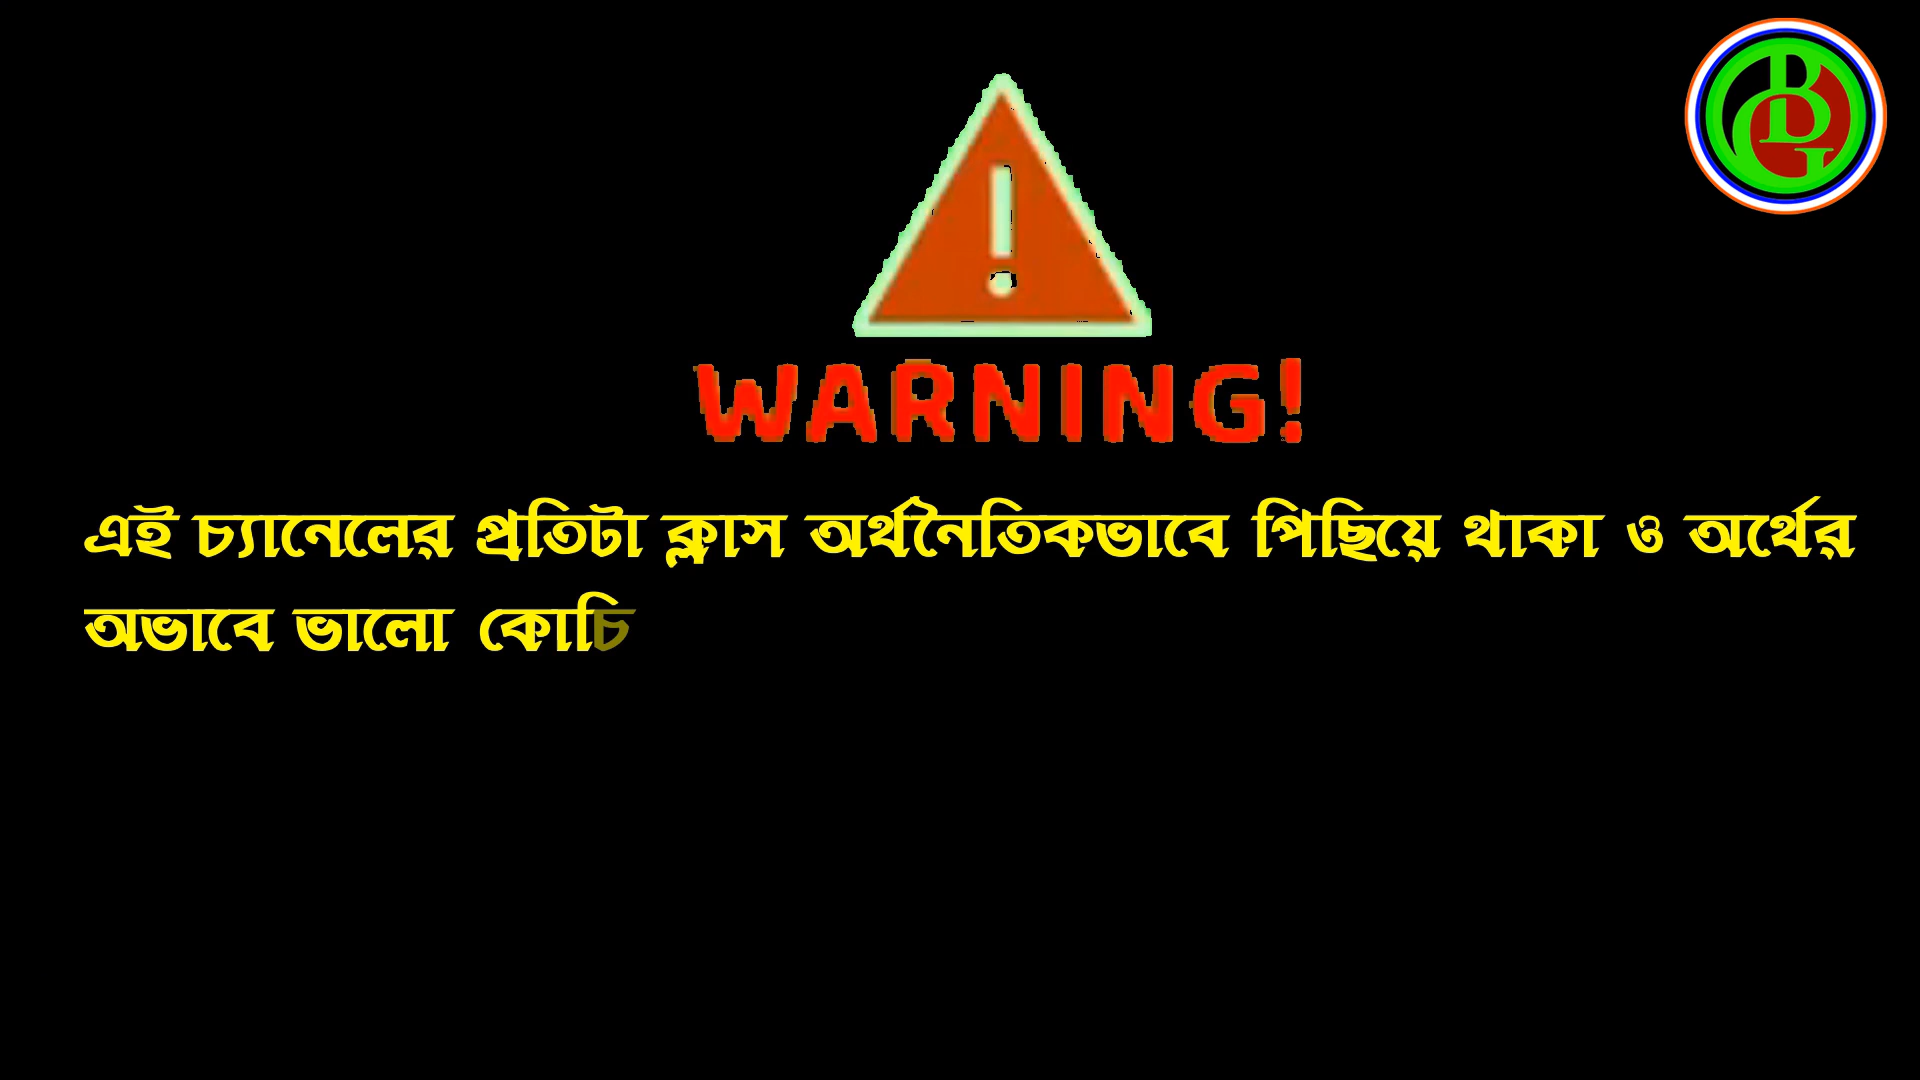 WARNING!
এই চ্যানেলের প্রতিটা ক্লাস অর্থনৈতিকভাবে পিছিয়ে থাকা ও অর্থের
অভাবে ভালো কোচি